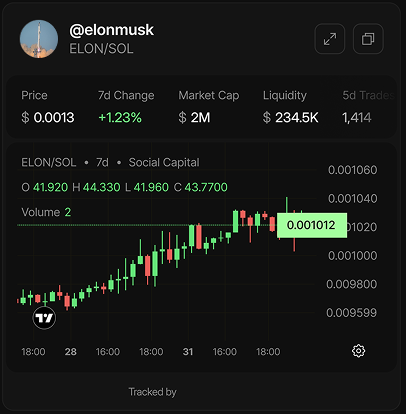 @elonmusk
ELON/SOL
Price 7d Change Market Cap Liquidity 5d Trades
$ 0.0013 +1.23% $ 2M $ 234.5K 1,414
ELON/SOL • 7d • Social Capital
O 41.920 H 44.330 L 41.960 C 43.7700
Volume 2
0.001060
0.001040
0.001020
0.001012
0.001000
0.009800
0.009599
18:00 28 16:00 18:00 31 16:00 18:00
Tracked by